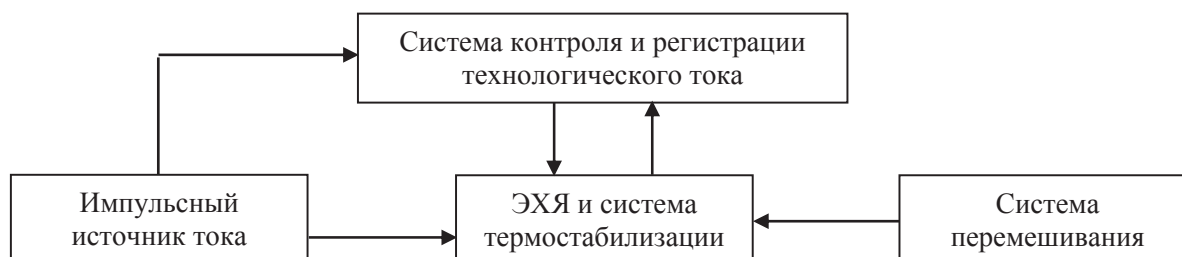 Система контроля и регистрации
технологического тока
Импульсный
источник тока
ЭХЯ и система
термостабилизации
Система
перемешивания